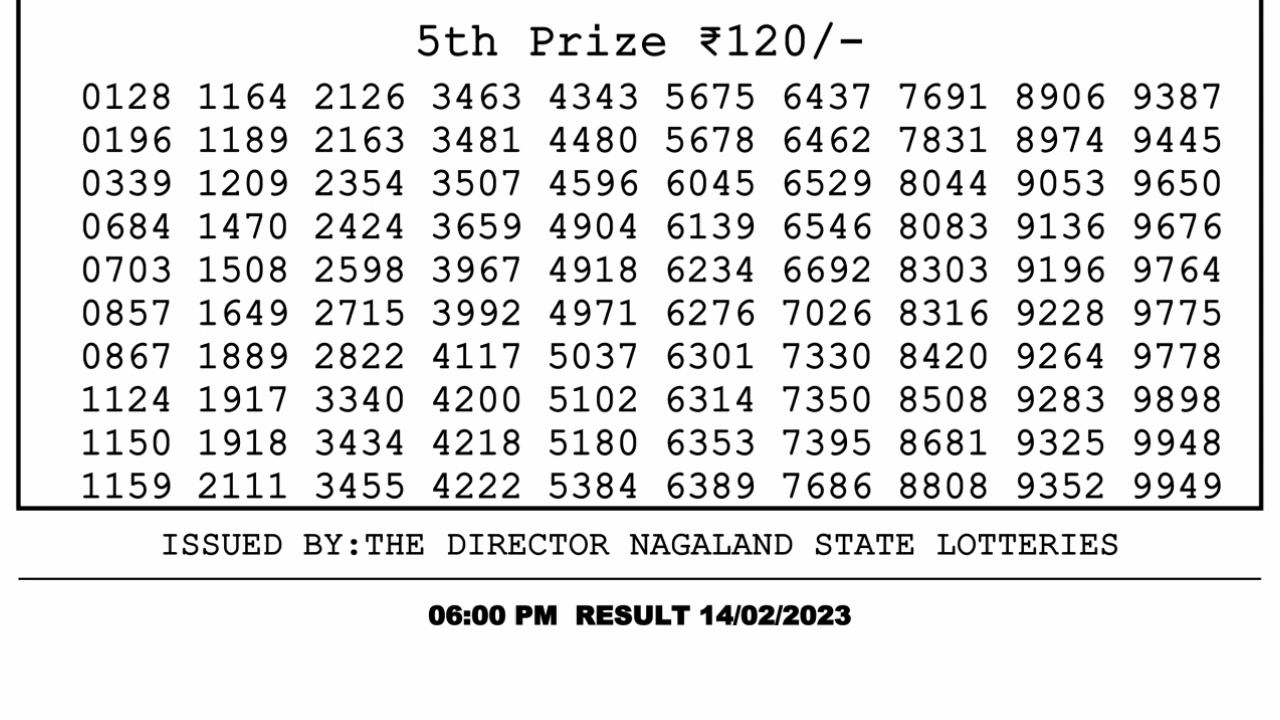 5th Prize ₹120/-
0128 1164 2126 3463 4343 5675 6437 7691 8906 9387
0196 1189 2163 3481 4480 5678 6462 7831 8974 9445
0339 1209 2354 3507 4596 6045 6529 8044 9053 9650
0684 1470 2424 3659 4904 6139 6546 8083 9136 9676
0703 1508 2598 3967 4918 6234 6692 8303 9196 9764
0857 1649 2715 3992 4971 6276 7026 8316 9228 9775
0867 1889 2822 4117 5037 6301 7330 8420 9264 9778
1124 1917 3340 4200 5102 6314 7350 8508 9283 9898
1150 1918 3434 4218 5180 6353 7395 8681 9325 9948
1159 2111 3455 4222 5384 6389 7686 8808 9352 9949
ISSUED BY:THE DIRECTOR NAGALAND STATE LOTTERIES
06:00 PM RESULT 14/02/2023